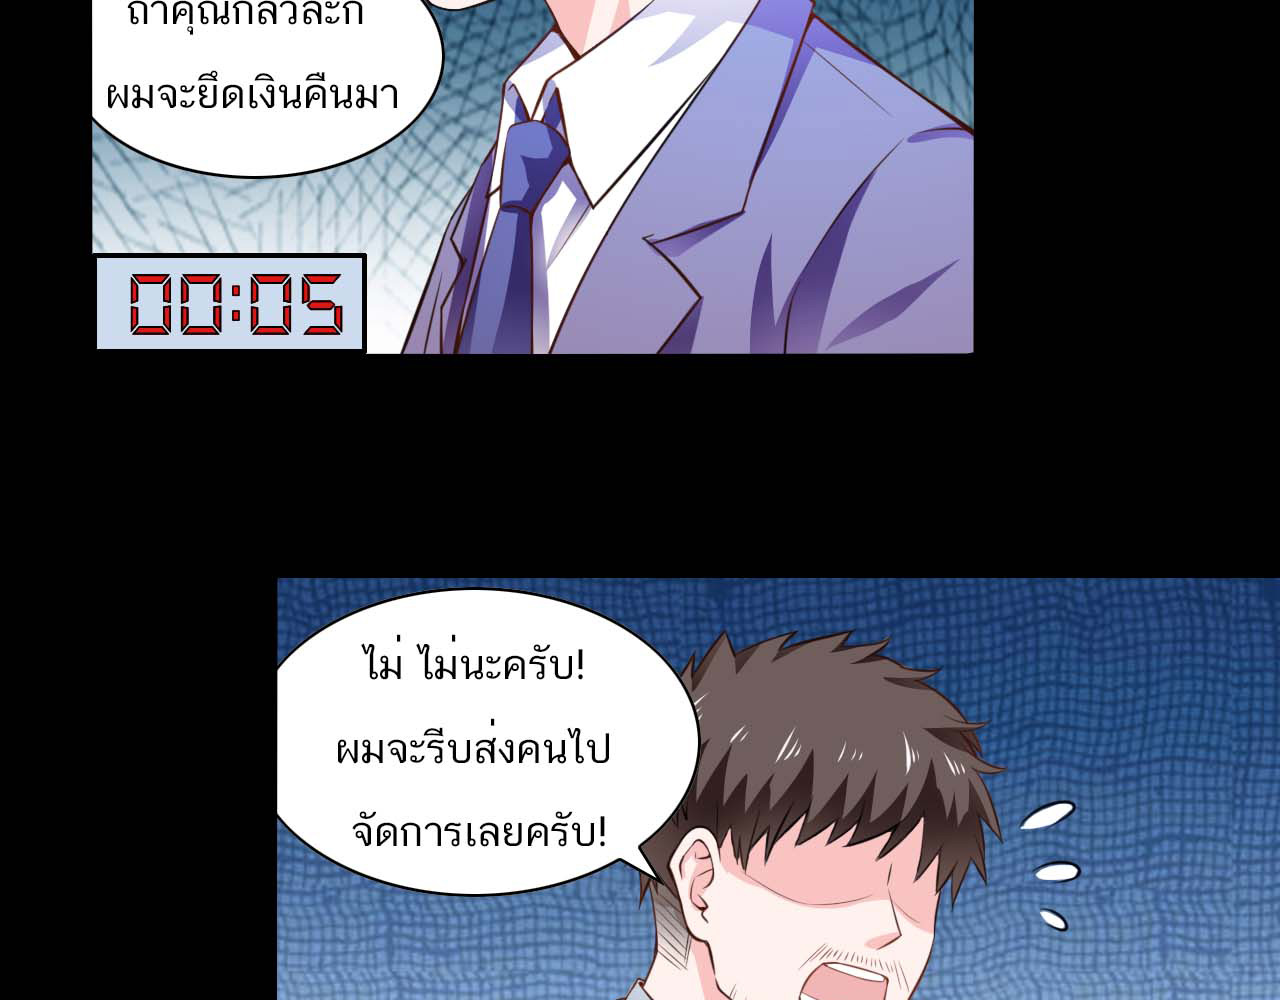 ถ้าคุณกลัวล่ะก็
ผมจะยึดเงินคืนมา
00:05
ไม่ ไม่นะครับ!
ผมจะรีบส่งคนไป
จัดการเลยครับ!